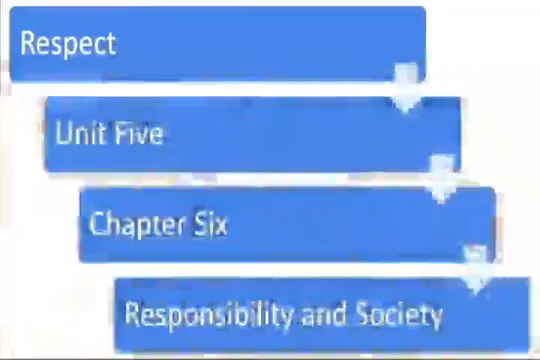 Respect
Unit Five
Chapter Six
Responsibility and Society